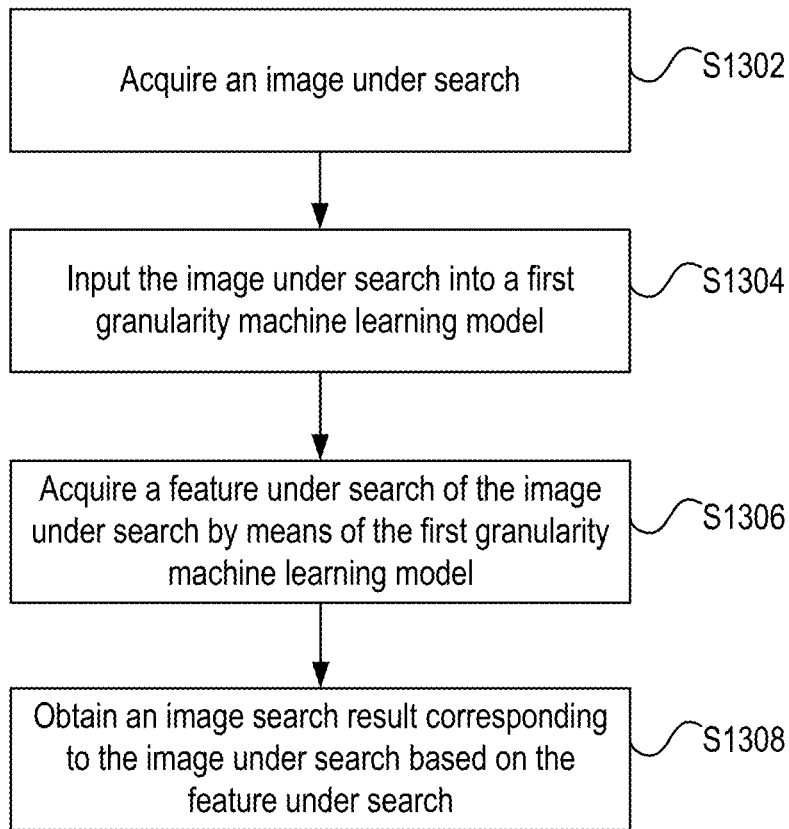 Acquire an image under search
S1302
Input the image under search into a first
granularity machine learning model
S1304
Acquire a feature under search of the image
under search by means of the first granularity
machine learning model
S1306
Obtain an image search result corresponding
to the image under search based on the
feature under search
S1308